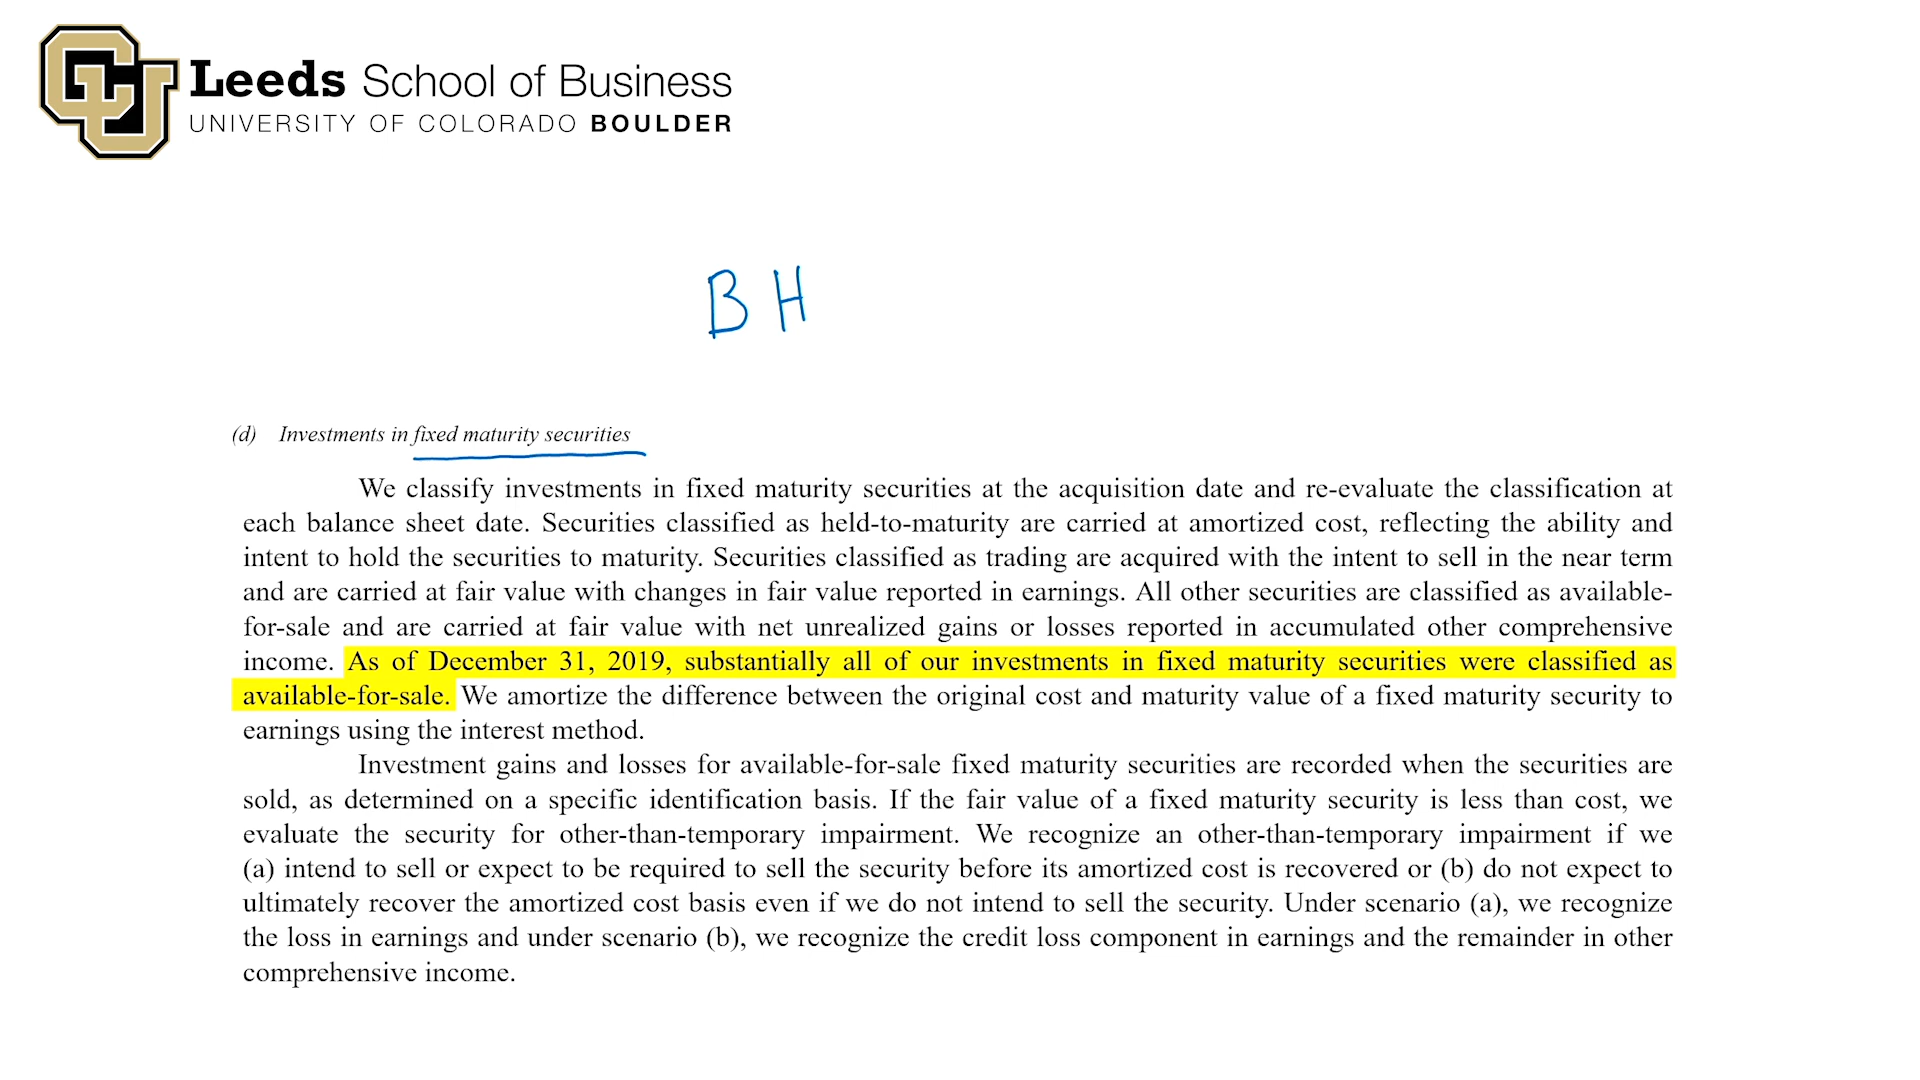 CU
Leeds School of Business
UNIVERSITY OF COLORADO BOULDER
B H
(d) Investments in fixed maturity securities
We classify investments in fixed maturity securities at the acquisition date and re-evaluate the classification at
each balance sheet date. Securities classified as held-to-maturity are carried at amortized cost, reflecting the ability and
intent to hold the securities to maturity. Securities classified as trading are acquired with the intent to sell in the near term
and are carried at fair value with changes in fair value reported in earnings. All other securities are classified as available-
for-sale and are carried at fair value with net unrealized gains or losses reported in accumulated other comprehensive
income. As of December 31, 2019, substantially all of our investments in fixed maturity securities were classified as
available-for-sale. We amortize the difference between the original cost and maturity value of a fixed maturity security to
earnings using the interest method.
Investment gains and losses for available-for-sale fixed maturity securities are recorded when the securities are
sold, as determined on a specific identification basis. If the fair value of a fixed maturity security is less than cost, we
evaluate the security for other-than-temporary impairment. We recognize an other-than-temporary impairment if we
(a) intend to sell or expect to be required to sell the security before its amortized cost is recovered or (b) do not expect to
ultimately recover the amortized cost basis even if we do not intend to sell the security. Under scenario (a), we recognize
the loss in earnings and under scenario (b), we recognize the credit loss component in earnings and the remainder in other
comprehensive income.